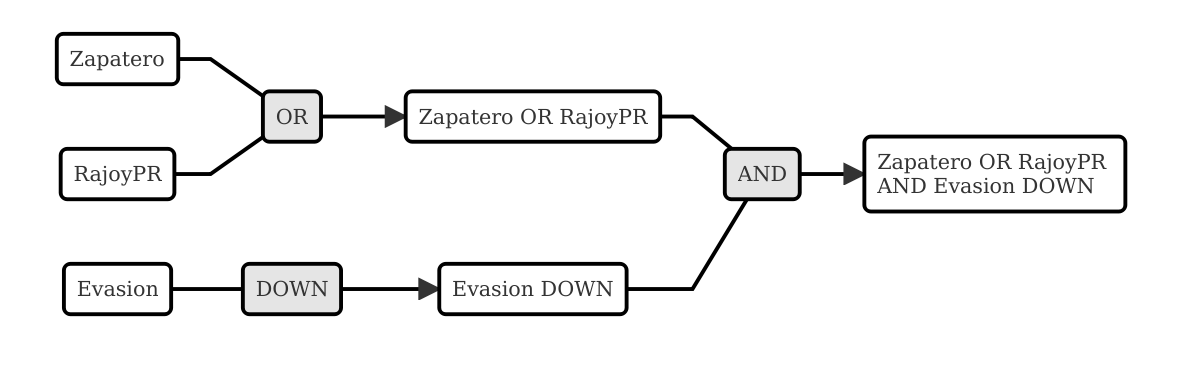 Zapatero
OR
Zapatero OR RajoyPR
RajoyPR
AND
Zapatero OR RajoyPR
AND Evasion DOWN
Evasion
DOWN
Evasion DOWN